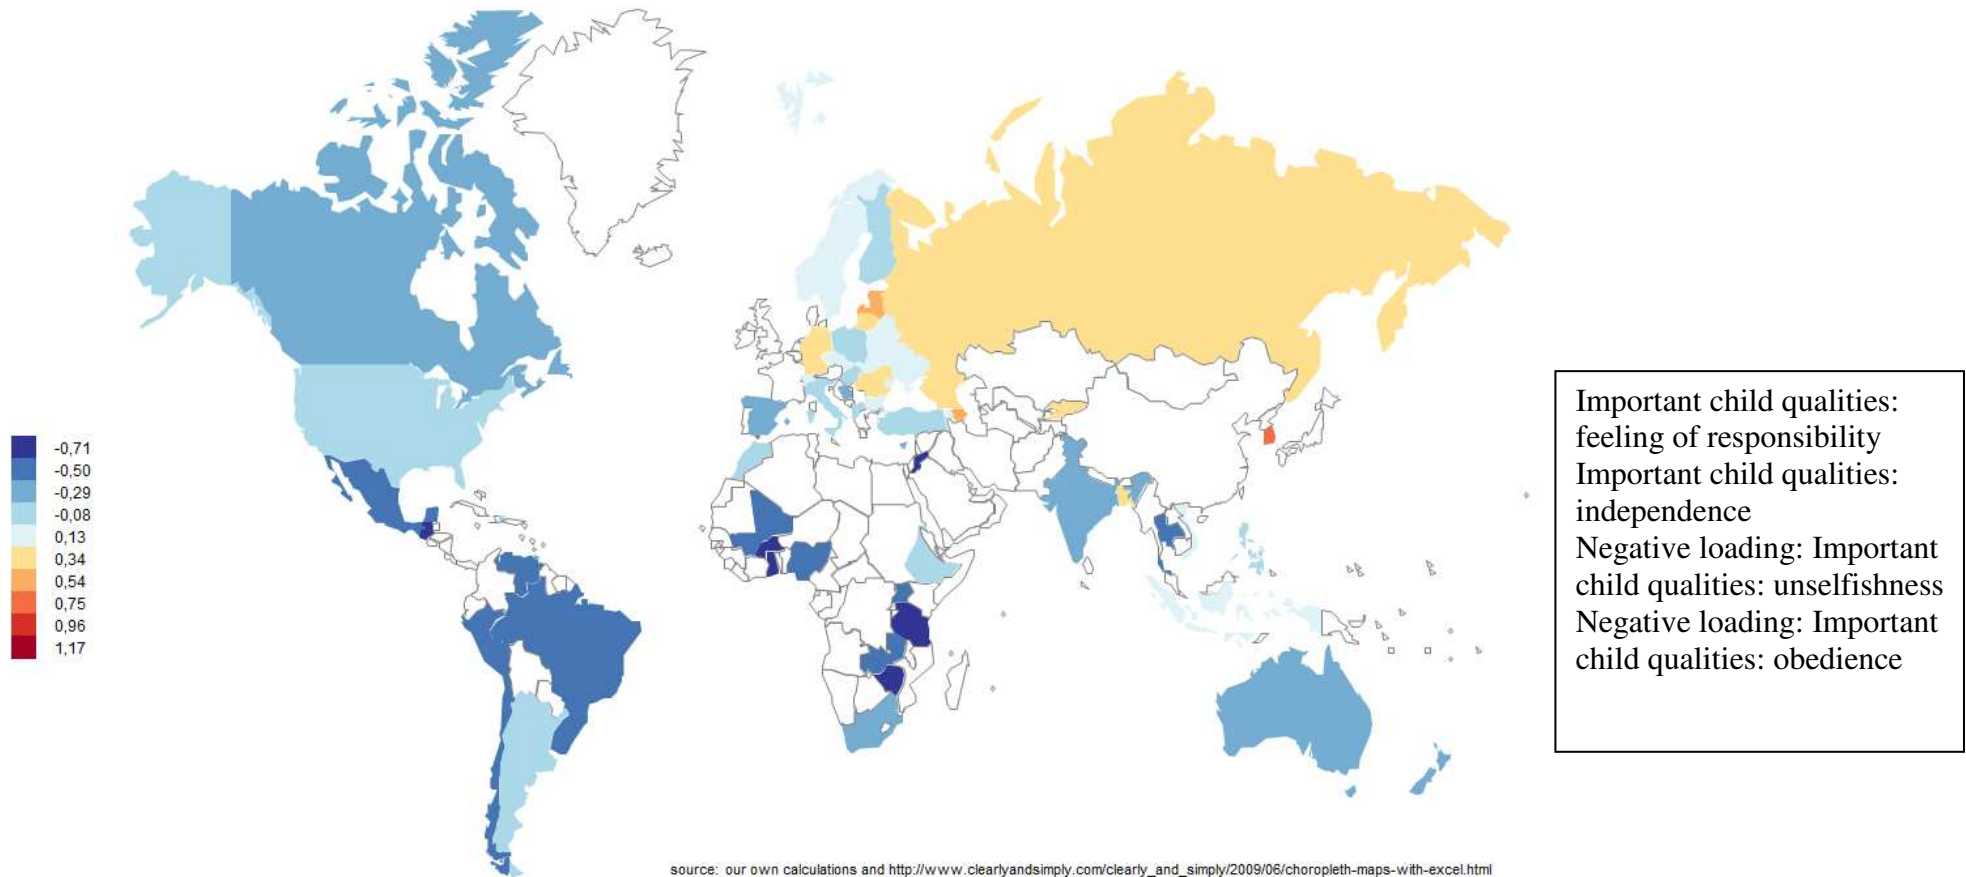 -0,71
-0,50
-0,29
-0,08
0,13
0,34
0,54
0,75
0,96
1,17
Important child qualities:
feeling of responsibility
Important child qualities:
independence
Negative loading: Important
child qualities: unselfishness
Negative loading: Important
child qualities: obedience
source: our own calculations and http://www.clearlyandsimply.com/clearly_and_simply/2009/06/choropleth-maps-with-excel.html